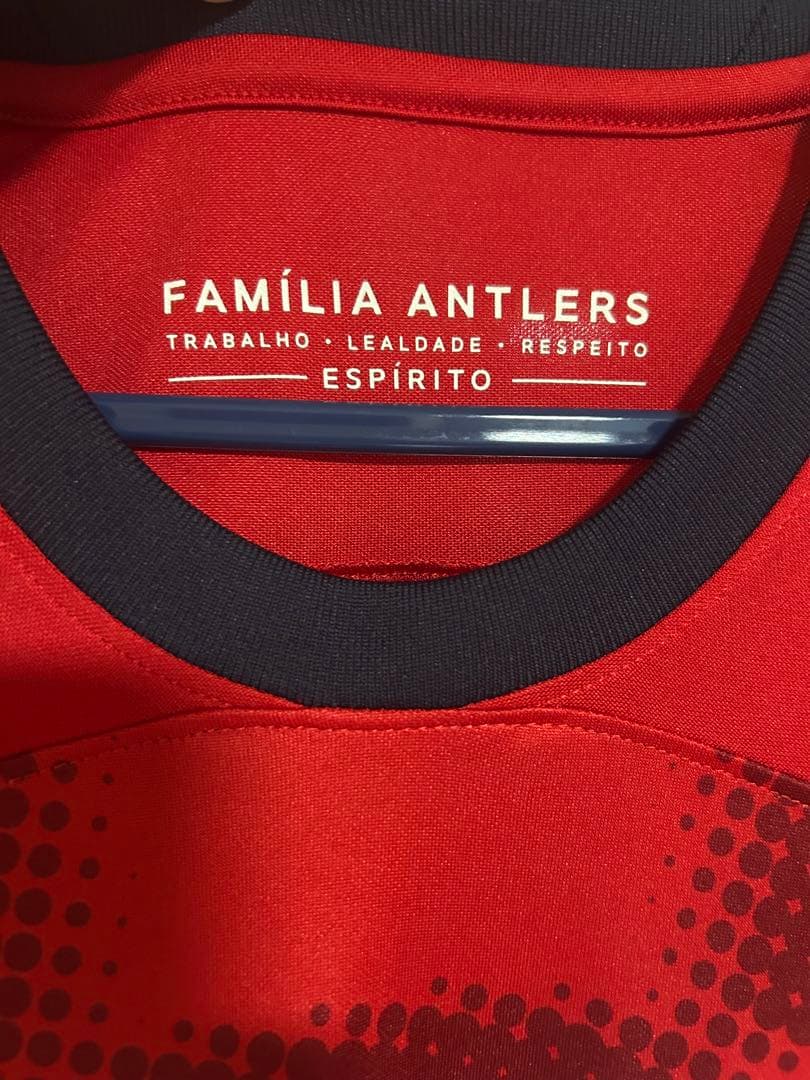 FAMÍLIA ANTLERS
TRABALHO • LEALDADE • RESPEITO
ESPÍRITO